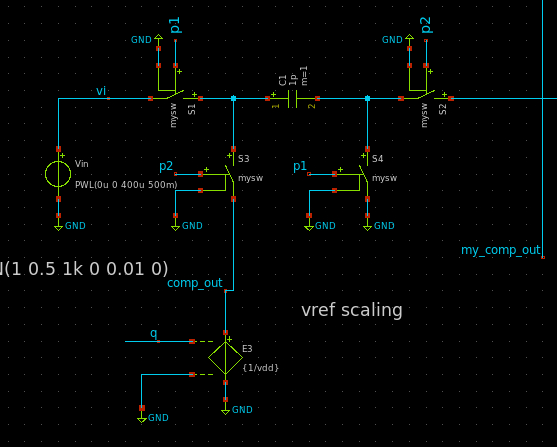 p1
p2
GND
GND
C1
1p
m=1
vi
1
2
mysw
S1
mysw
S2
Vin
PWL(0u 0 400u 500m)
p2
S3
mysw
p1
S4
mysw
GND
GND
GND
GND
my_comp_out
N(1 0.5 1k 0 0.01 0)
comp_out
vref scaling
q
E3
{1/vdd}
GND
GND